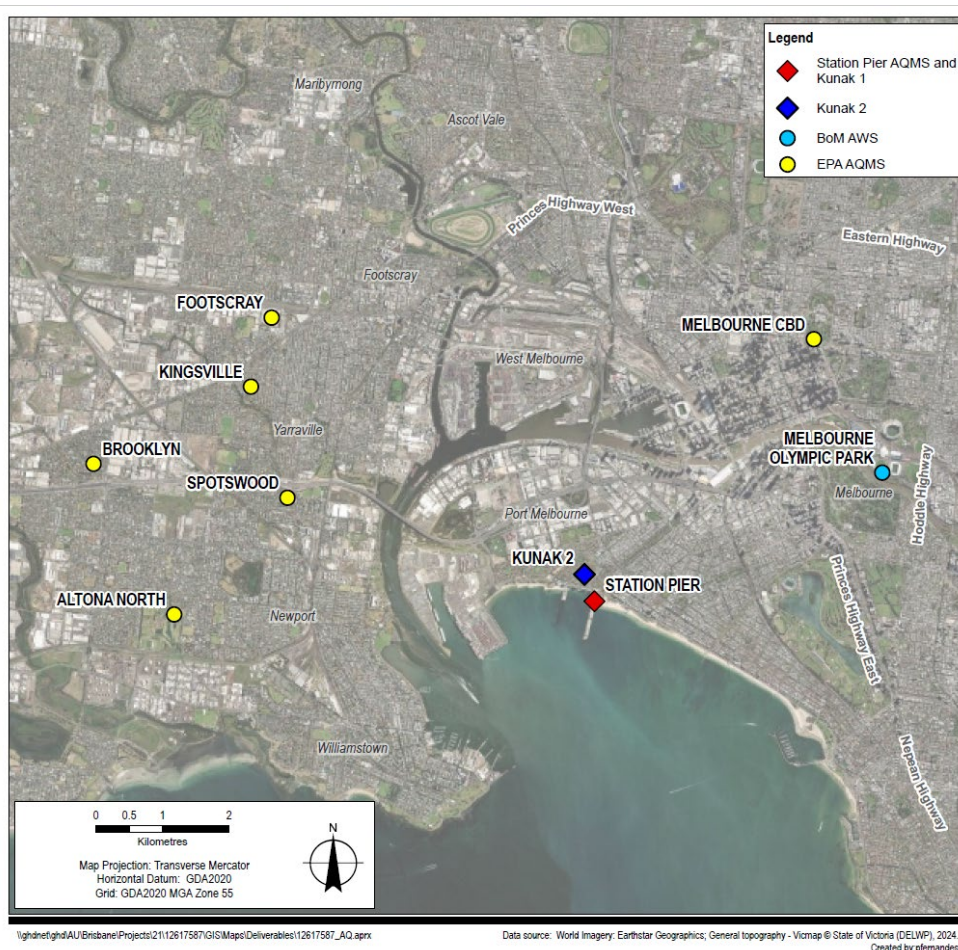 Legend
Station Pier AQMS and
Kunak 1
Kunak 2
BoM AWS
EPA AQMS
Maribyrnong
Ascot Vale
Princes Highway West
Eastern Highway
Footscray
FOOTSCRAY
MELBOURNE CBD
West Melbourne
KINGSVILLE
Yarraville
MELBOURNE
OLYMPIC PARK
BROOKLYN
SPOTSWOOD
Melbourne
Hoddle Highway
Port Melbourne
KUNAK 2
STATION PIER
ALTONA NORTH
Newport
Princes Highway East
Williamstown
Nepean Highway
0 0.5 1 2
Kilometres
N
Map Projection: Transverse Mercator
Horizontal Datum: GDA2020
Grid: GDA2020 MGA Zone 55
\\ghdnet\ghd\AU\Brisbane\Projects\21\12617587\GIS\Maps\Deliverables\12617587_AQ.aprx
Data source: World Imagery: Earthstar Geographics; General topography - Vicmap © State of Victoria (DELWP), 2024.
Created by:pfernandes